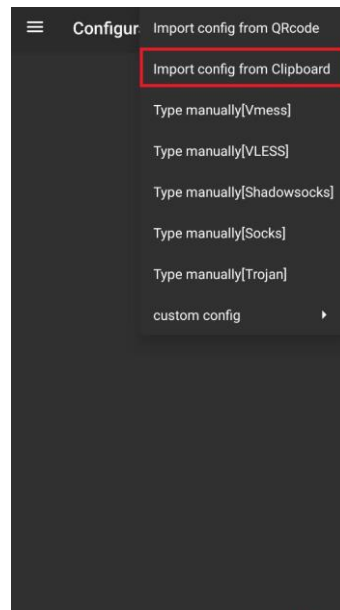 Configur
Import config from QRcode
Import config from Clipboard
Type manually[Vmess]
Type manually[VLESS]
Type manually[Shadowsocks]
Type manually[Socks]
Type manually[Trojan]
custom config